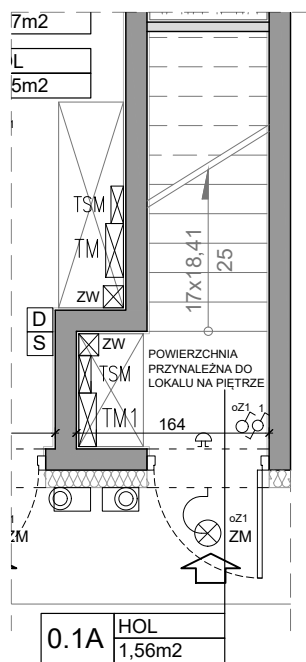 7m2
OL
5m2
TSM
TM
ZW
17x18,41
25
D
S
ZW
TSM
TM1
POWIERZCHNIA
PRZYNALEŻNA DO
LOKALU NA PIĘTRZE
164
oZ1
1
oZ1
ZM
ZM
0.1A
HOL
1,56m2